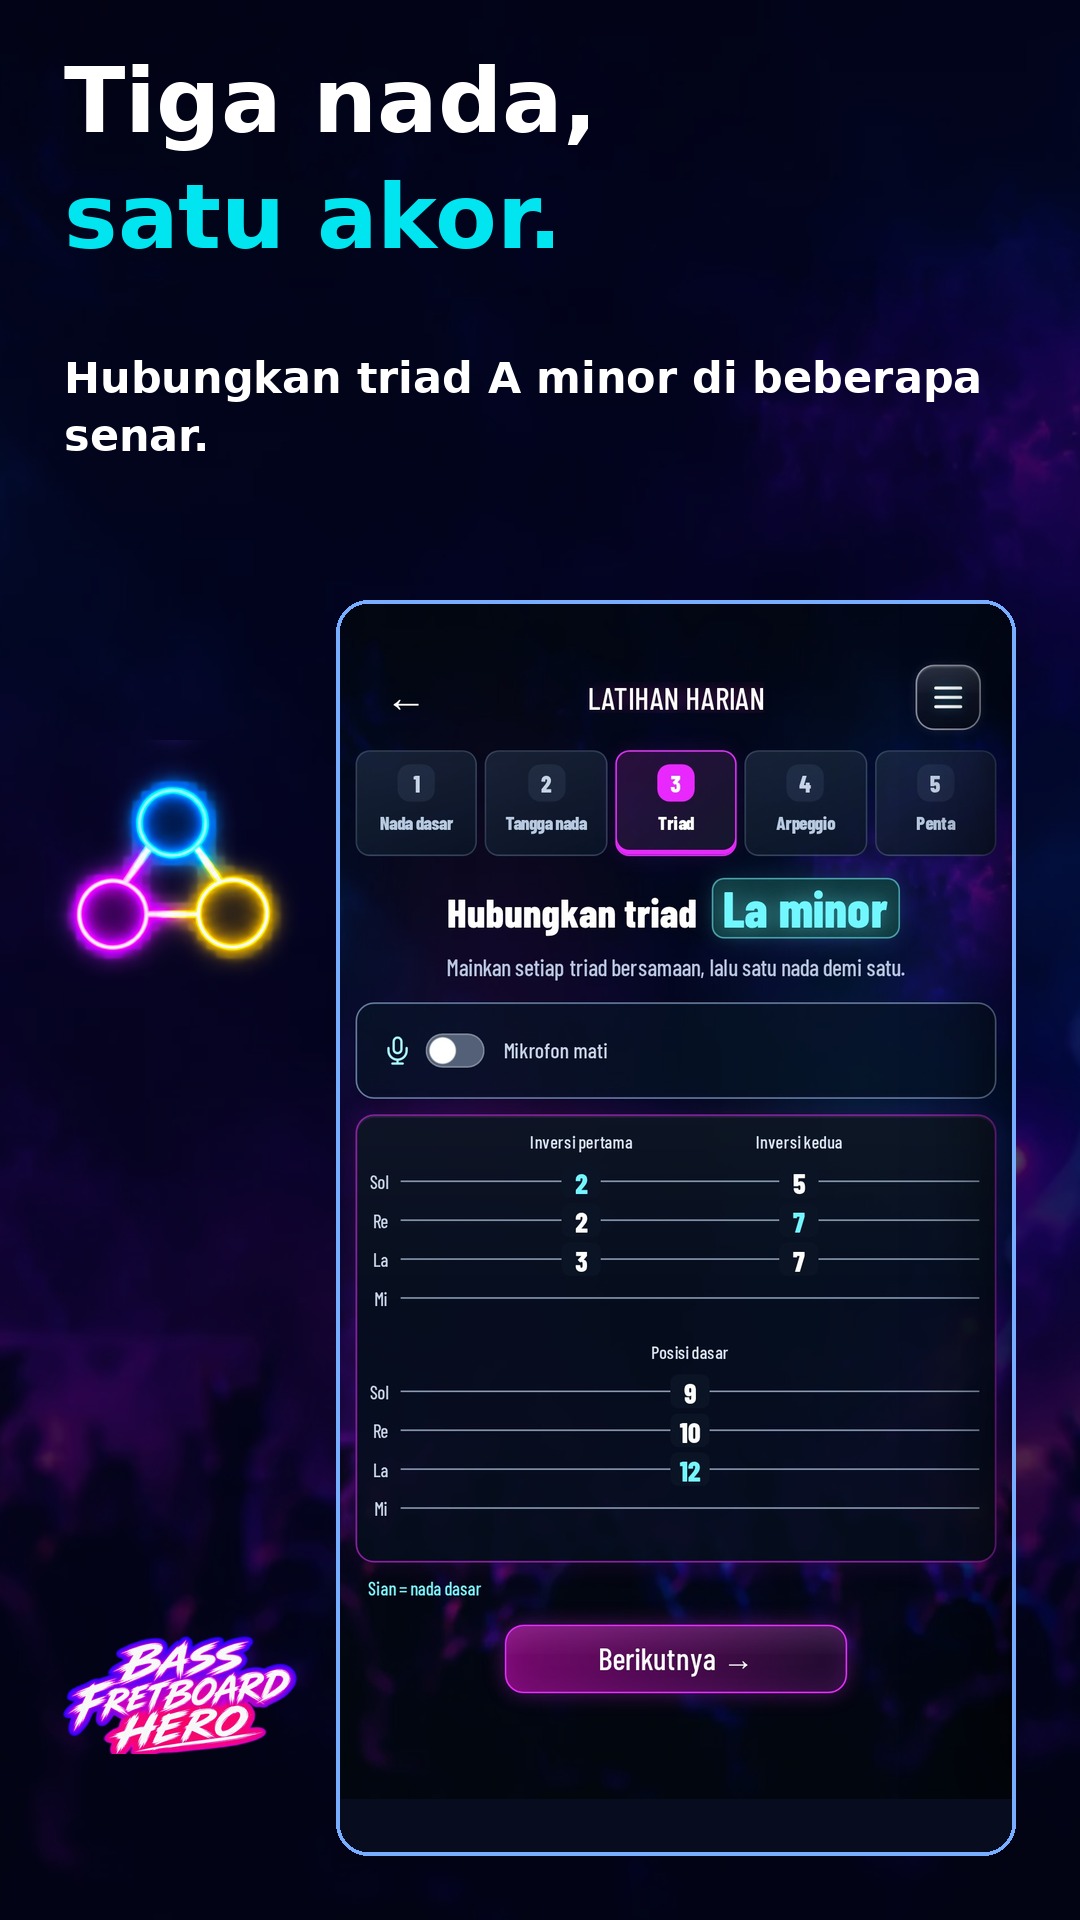 Tiga nada,
satu akor.
Hubungkan triad A minor di beberapa
senar.
←
LATIHAN HARIAN
1
Nada dasar
2
Tangga nada
3
Triad
4
Arpeggio
5
Penta
Hubungkan triad La minor
Mainkan setiap triad bersamaan, lalu satu nada demi satu.
Mikrofon mati
Inversi pertama Inversi kedua
Sol 2 5
Re 2 7
La 3 7
Mi
Posisi dasar
Sol 9
Re 10
La 12
Mi
Sian = nada dasar
Berikutnya →
BASS
FRETBOARD
HERO